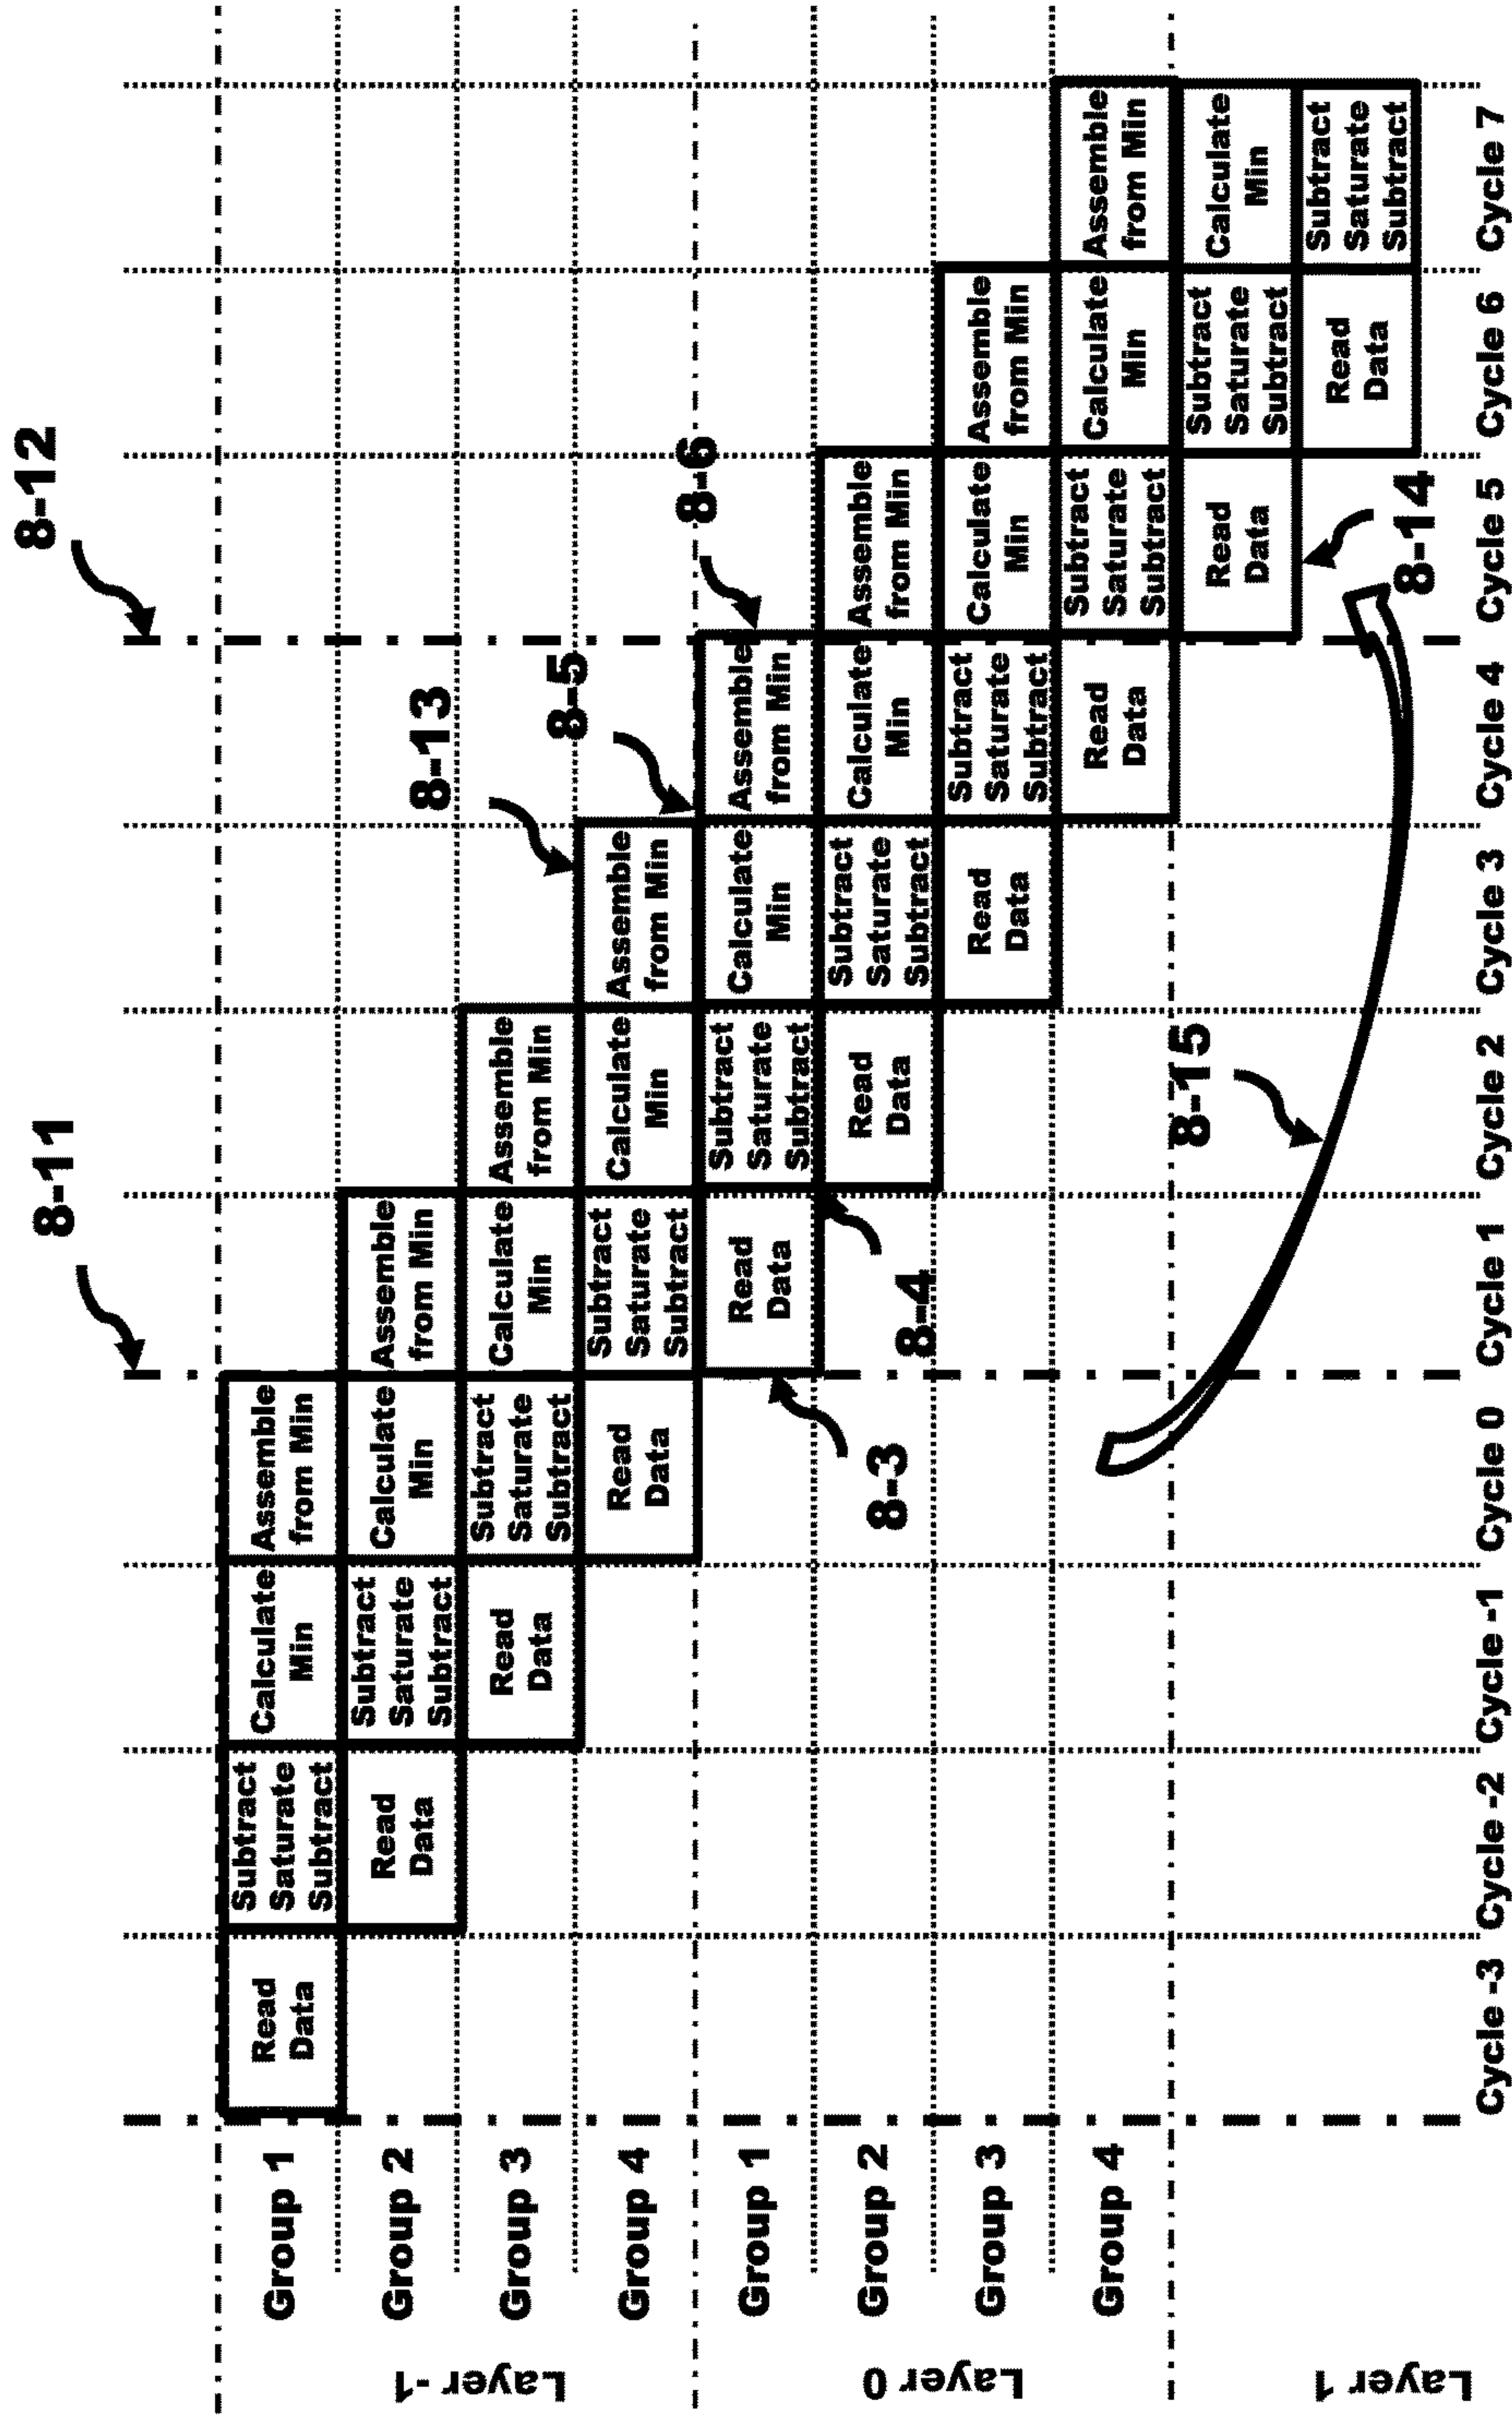 8-12
8-11
8-13
8-5
8-6
Layer -1
Group 1
Read
Data
Subtract
Saturate
Subtract
Calculate
Min
Assemble
from Min
Group 2
Read
Data
Subtract
Saturate
Subtract
Calculate
Min
Assemble
from Min
Group 3
Read
Data
Subtract
Saturate
Subtract
Calculate
Min
Assemble
from Min
Group 4
Read
Data
Subtract
Saturate
Subtract
Calculate
Min
Assemble
from Min
Layer 0
Group 1
Read
Data
Subtract
Saturate
Subtract
Calculate
Min
Assemble
from Min
Group 2
Read
Data
Subtract
Saturate
Subtract
Calculate
Min
Assemble
from Min
Group 3
Read
Data
Subtract
Saturate
Subtract
Calculate
Min
Assemble
from Min
Group 4
Read
Data
Subtract
Saturate
Subtract
Calculate
Min
Assemble
from Min
Layer 1
Read
Data
Subtract
Saturate
Subtract
Calculate
Min
Read
Data
Subtract
Saturate
Subtract
8-3
8-4
8-15
8-14
Cycle -3
Cycle -2
Cycle -1
Cycle 0
Cycle 1
Cycle 2
Cycle 3
Cycle 4
Cycle 5
Cycle 6
Cycle 7